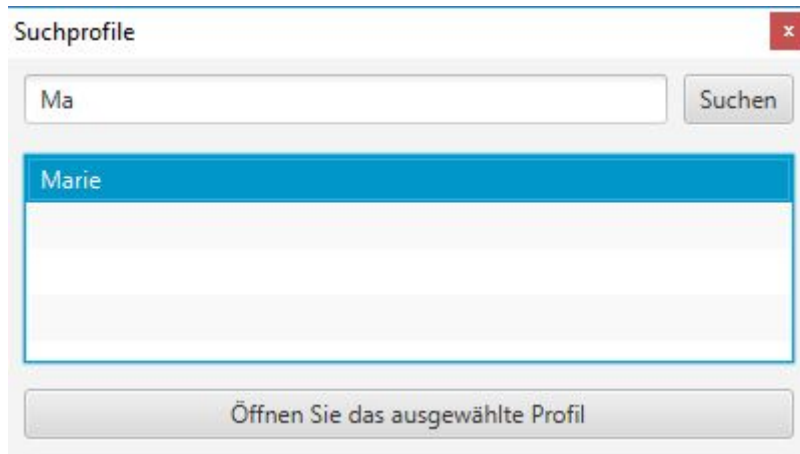 Suchprofile
x
Ma
Suchen
Marie
Öffnen Sie das ausgewählte Profil